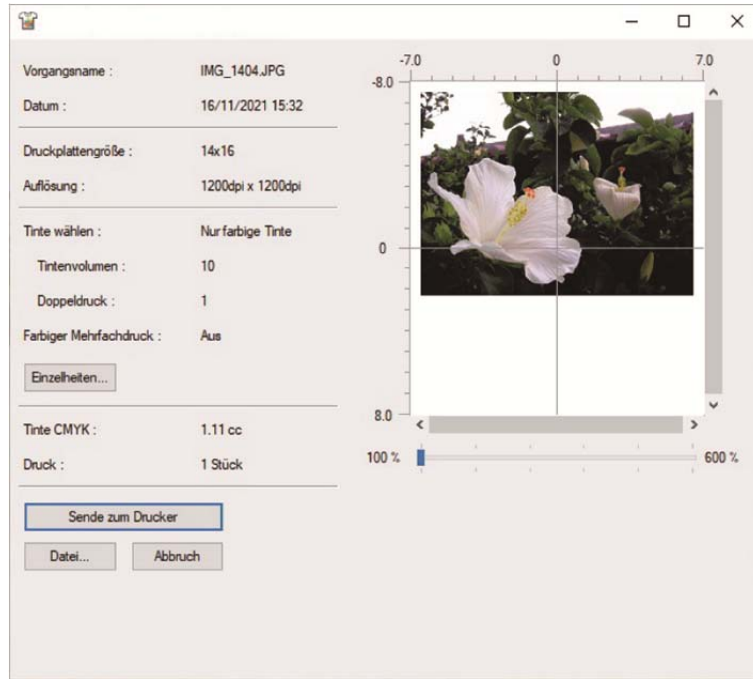 Vorgangsname : IMG_1404.JPG
Datum : 16/11/2021 15:32
Druckplattengröße : 14x16
Auflösung : 1200dpi x 1200dpi
Tinte wählen : Nur farbige Tinte
Tintenvolumen : 10
Doppeldruck : 1
Farbiger Mehrfachdruck : Aus
Einzelheiten...
Tinte CMYK : 1.11 cc
Druck : 1 Stück
Sende zum Drucker
Datei... Abbruch
-7.0 0 7.0
-8.0
0
8.0
100 % 600 %